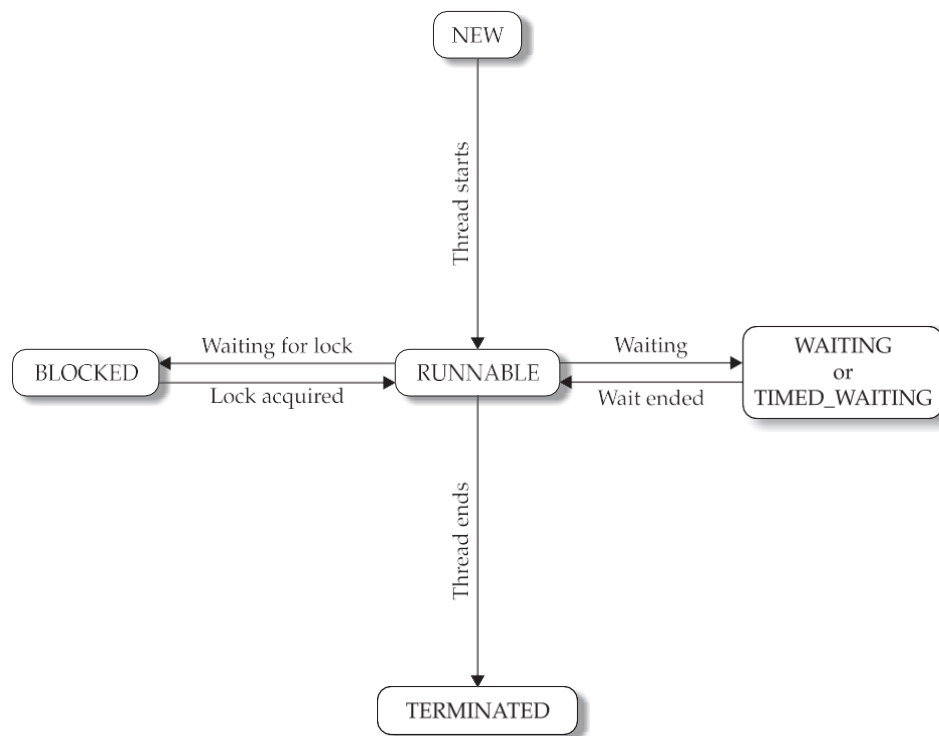 NEW
Thread starts
Waiting for lock
Waiting
BLOCKED
RUNNABLE
WAITING
or
TIMED_WAITING
Lock acquired
Wait ended
Thread ends
TERMINATED